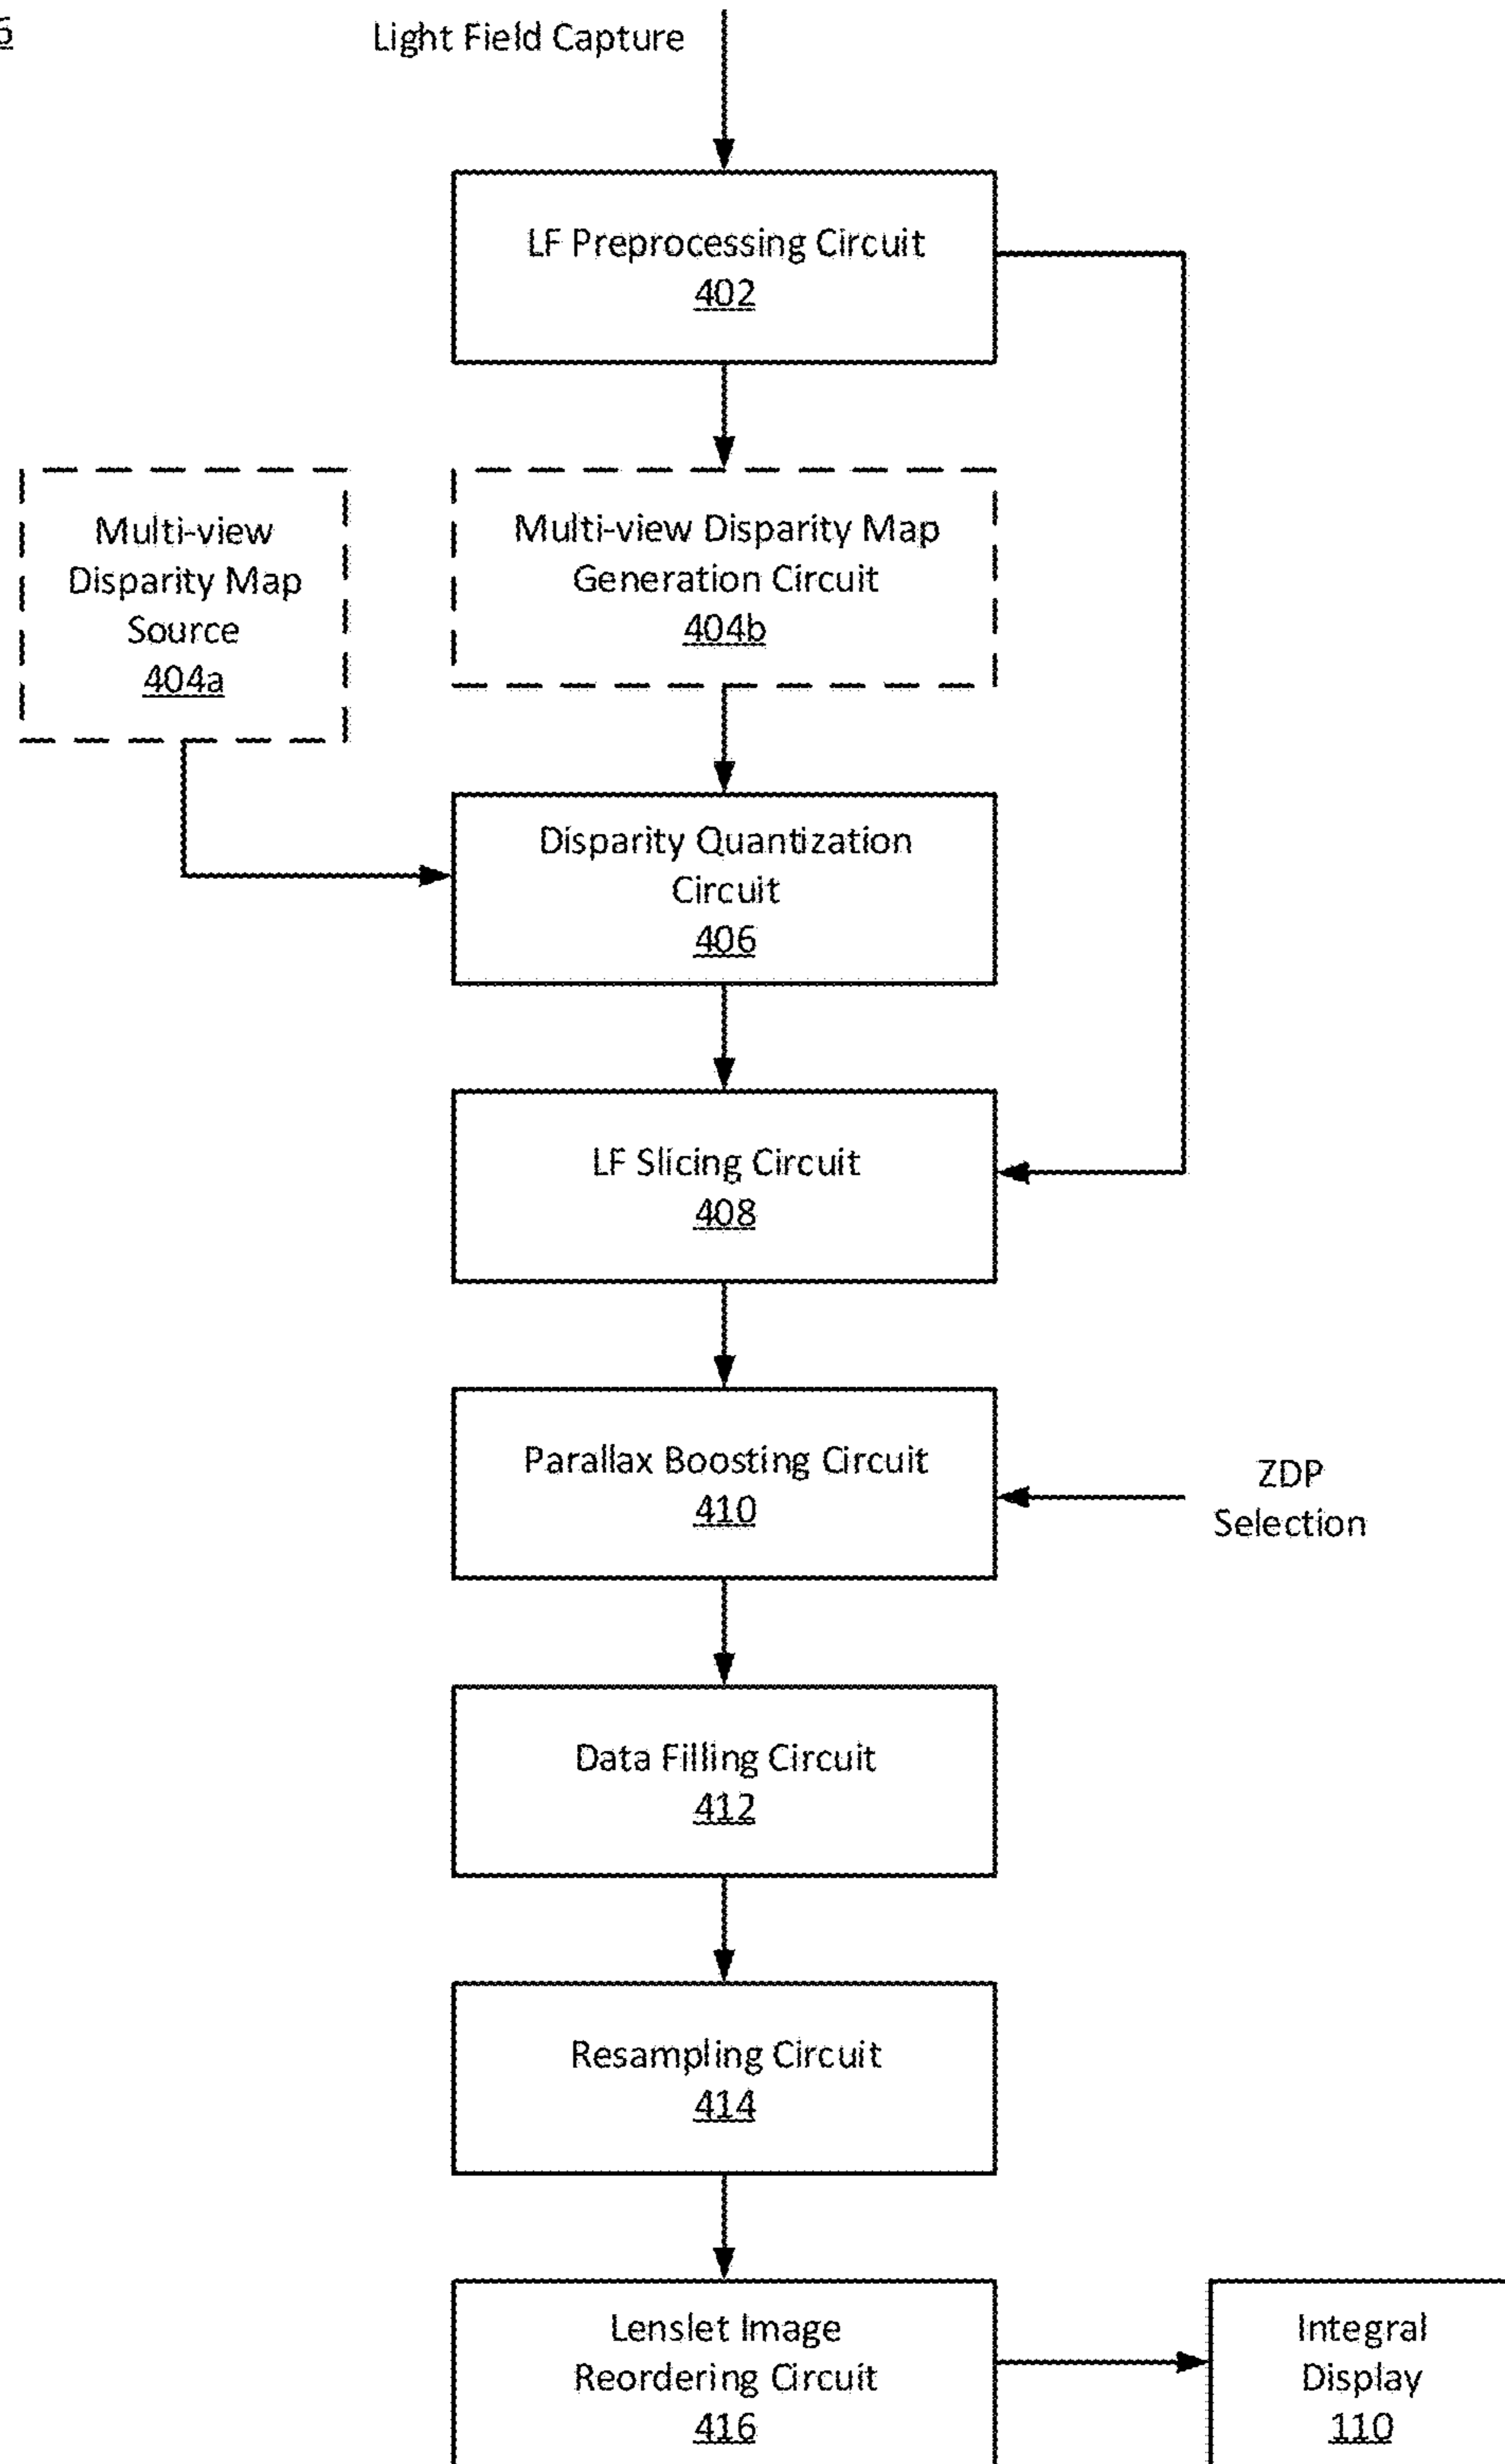 Light Field Capture
LF Preprocessing Circuit
402
Multi-view
Disparity Map
Source
404a
Multi-view Disparity Map
Generation Circuit
404b
Disparity Quantization
Circuit
406
LF Slicing Circuit
408
Parallax Boosting Circuit
410
ZDP
Selection
Data Filling Circuit
412
Resampling Circuit
414
Lenslet Image
Reordering Circuit
416
Integral
Display
110